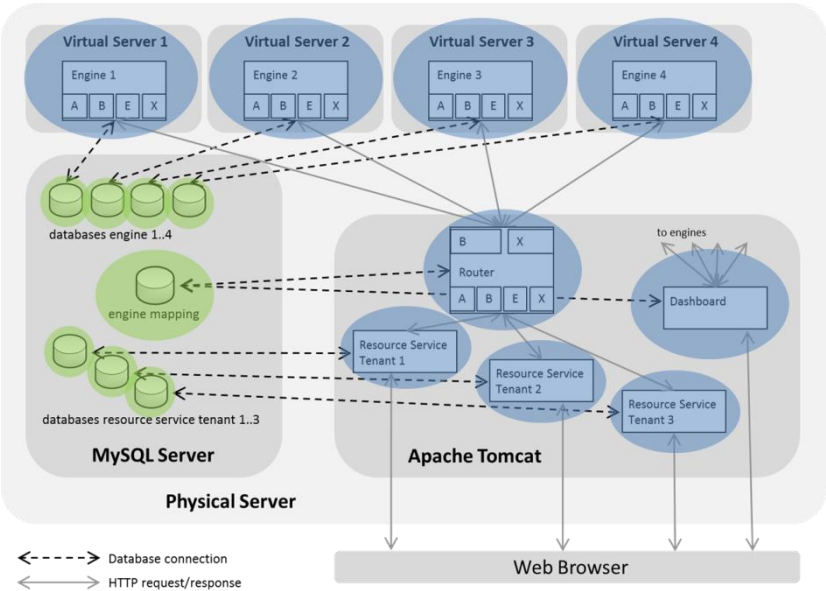 Virtual Server 1
Virtual Server 2
Virtual Server 3
Virtual Server 4
Engine 1
Engine 2
Engine 3
Engine 4
A B E X
A B E X
A B E X
A B E X
databases engine 1..4
engine mapping
databases resource service tenant 1..3
MySQL Server
B X
Router
A B E X
to engines
Dashboard
Resource Service
Tenant 1
Resource Service
Tenant 2
Resource Service
Tenant 3
Apache Tomcat
Physical Server
Database connection
HTTP request/response
Web Browser